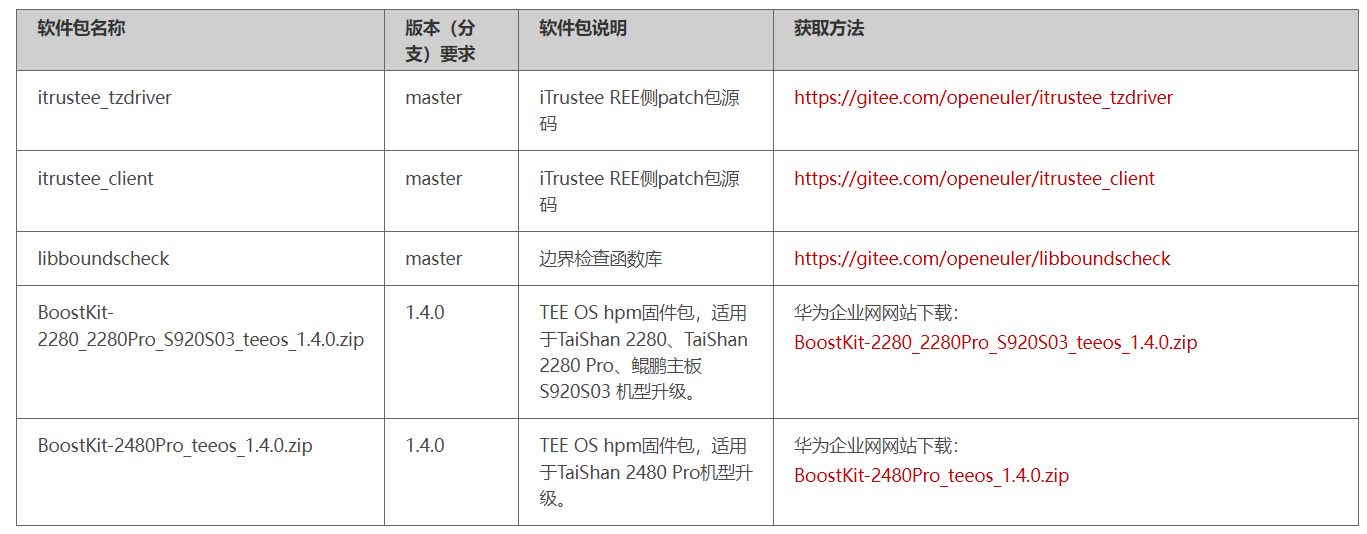 软件包名称
版本（分
支）要求
软件包说明
获取方法
itrustee_tzdriver
master
iTrustee REE侧patch包源
码
https://gitee.com/openeuler/itrustee_tzdriver
itrustee_client
master
iTrustee REE侧patch包源
码
https://gitee.com/openeuler/itrustee_client
libboundscheck
master
边界检查函数库
https://gitee.com/openeuler/libboundscheck
BoostKit-
2280_2280Pro_S920S03_teeos_1.4.0.zip
1.4.0
TEE OS hpm固件包，适用
于TaiShan 2280、TaiShan
2280 Pro、鲲鹏主板
S920S03 机型升级。
华为企业网网站下载：
BoostKit-2280_2280Pro_S920S03_teeos_1.4.0.zip
BoostKit-2480Pro_teeos_1.4.0.zip
1.4.0
TEE OS hpm固件包，适用
于TaiShan 2480 Pro机型升
级。
华为企业网网站下载：
BoostKit-2480Pro_teeos_1.4.0.zip